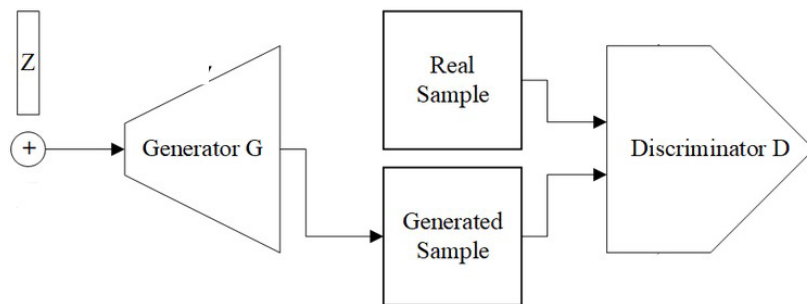 Z
+
Generator G
Real
Sample
Generated
Sample
Discriminator D